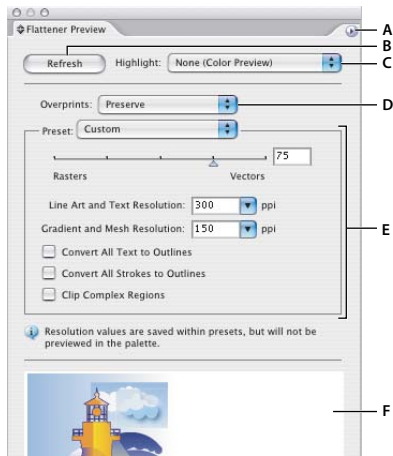 Flattener Preview
A
B
Refresh
Highlight: None (Color Preview)
C
Overprints: Preserve
D
Preset: Custom
75
Rasters Vectors
Line Art and Text Resolution: 300 ppi
Gradient and Mesh Resolution: 150 ppi
E
Convert All Text to Outlines
Convert All Strokes to Outlines
Clip Complex Regions
Resolution values are saved within presets, but will not be
previewed in the palette.
F